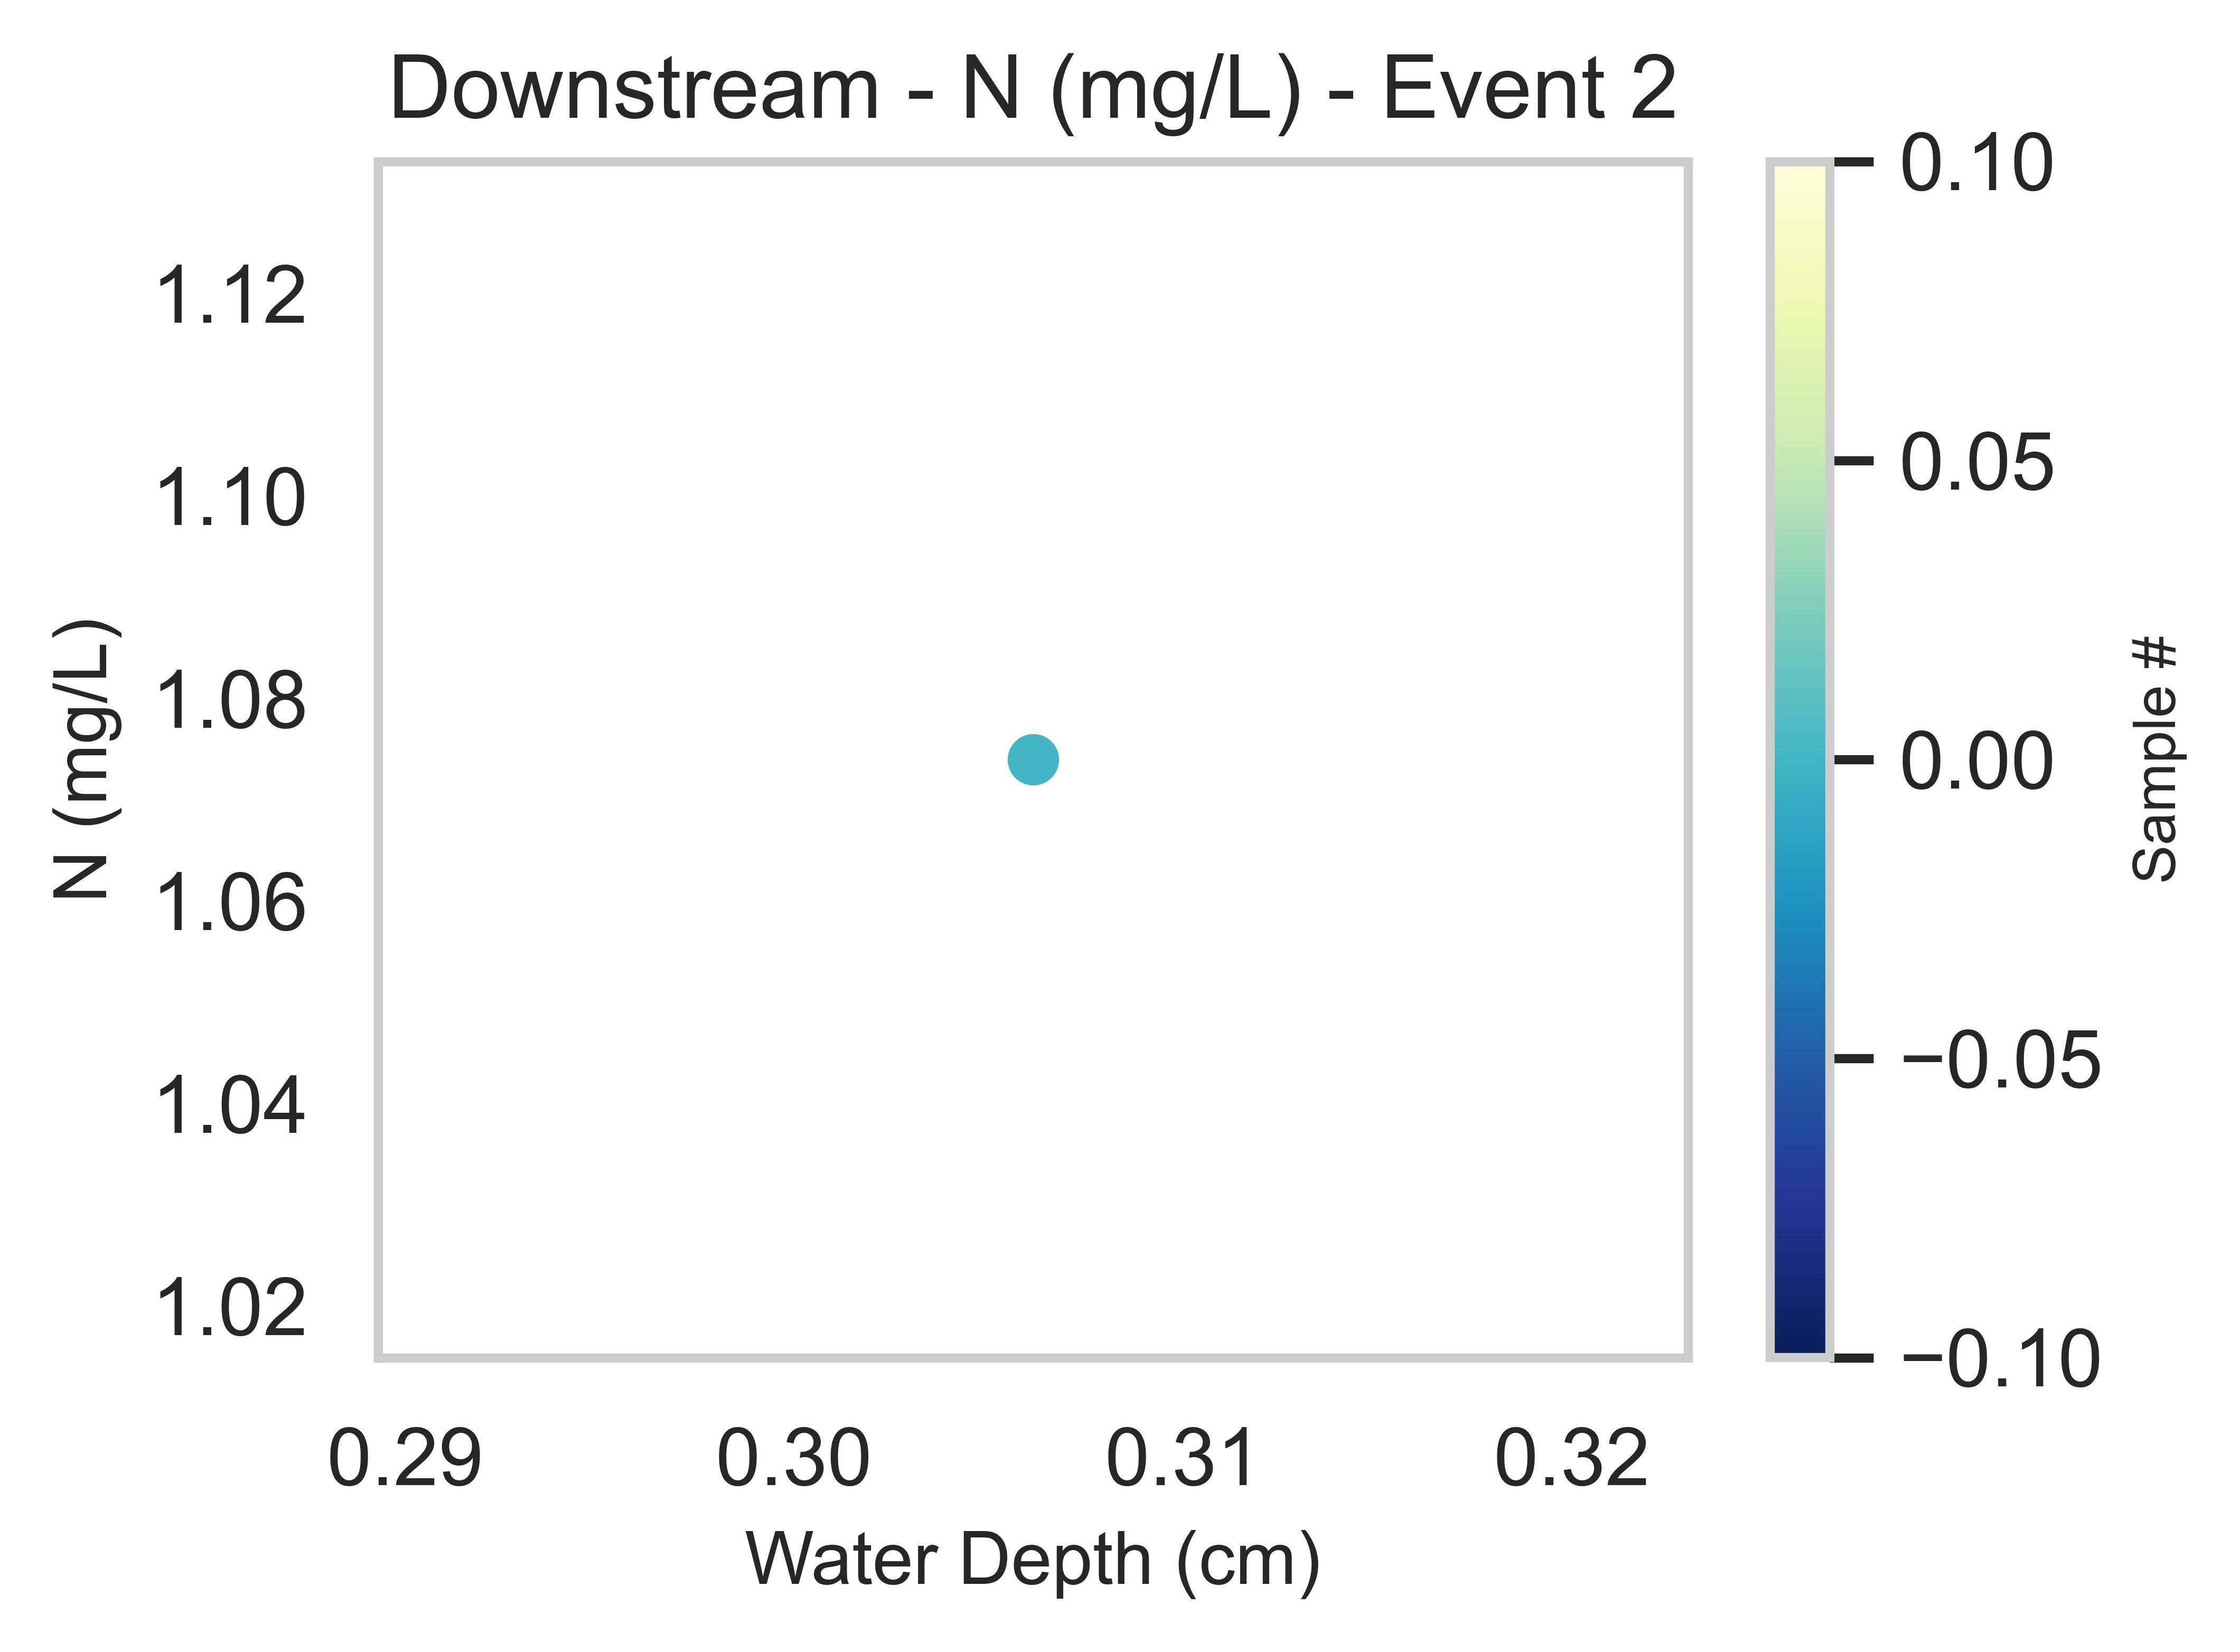 Downstream - N (mg/L) - Event 2
N (mg/L)
1.12
1.10
1.08
1.06
1.04
1.02
0.29 0.30 0.31 0.32
Water Depth (cm)
0.10
0.05
0.00
−0.05
−0.10
Sample #